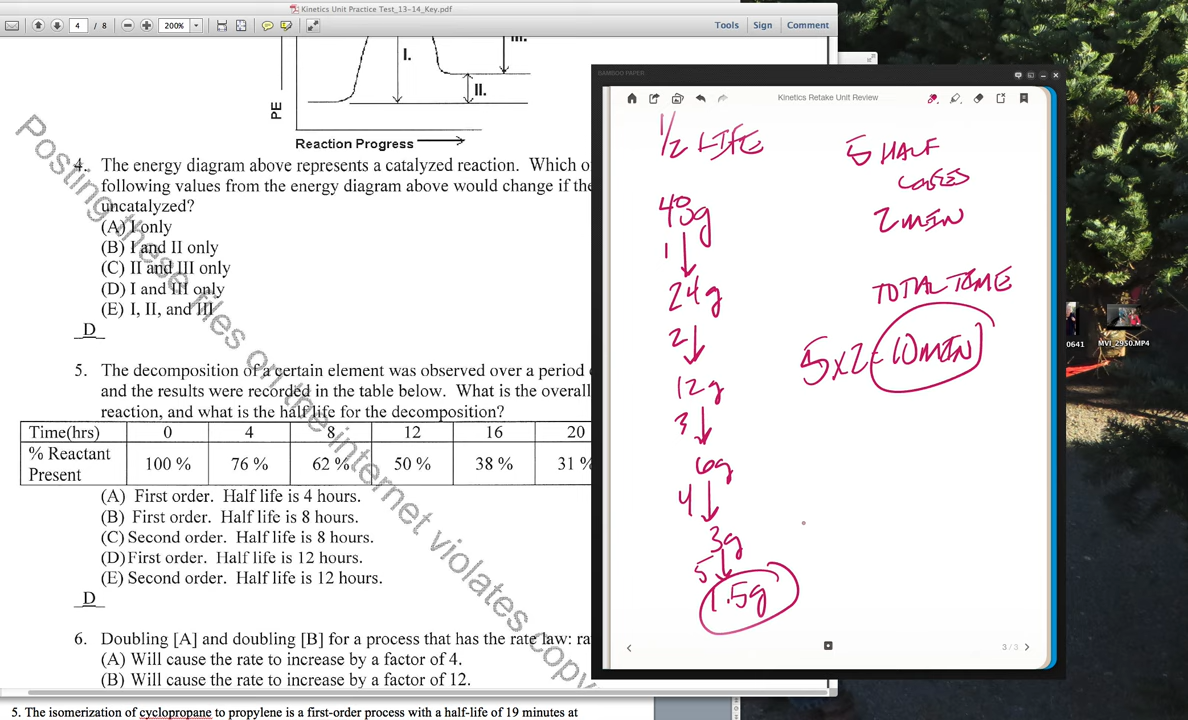 Kinetics Unit Practice Test_13-14_Key.pdf
4 / 8
200%
Tools Sign Comment
I.
III.
II.
PE
Reaction Progress
4. The energy diagram above represents a catalyzed reaction. Which o
following values from the energy diagram above would change if the
uncatalyzed?
(A) I only
(B) I and II only
(C) II and III only
(D) I and III only
(E) I, II, and III
D
5. The decomposition of a certain element was observed over a period
and the results were recorded in the table below. What is the overall
reaction, and what is the half life for the decomposition?
Time(hrs) 0 4 8 12 16 20
% Reactant Present 100 % 76 % 62 % 50 % 38 % 31 %
(A) First order. Half life is 4 hours.
(B) First order. Half life is 8 hours.
(C) Second order. Half life is 8 hours.
(D) First order. Half life is 12 hours.
(E) Second order. Half life is 12 hours.
D
6. Doubling [A] and doubling [B] for a process that has the rate law: ra
(A) Will cause the rate to increase by a factor of 4.
(B) Will cause the rate to increase by a factor of 12.
Posting these files on the internet violates copy
5. The isomerization of cyclopropane to propylene is a first-order process with a half-life of 19 minutes at
BAMBOO PAPER
Kinetics Retake Unit Review
1/2 LIFE
48g
1
24g
2
12g
3
6g
4
3g
5
1.5g
5 HALF
2 MIN
TOTAL TIME
5x2= 10 MIN
3 / 3
0641
MVI_2950.MP4